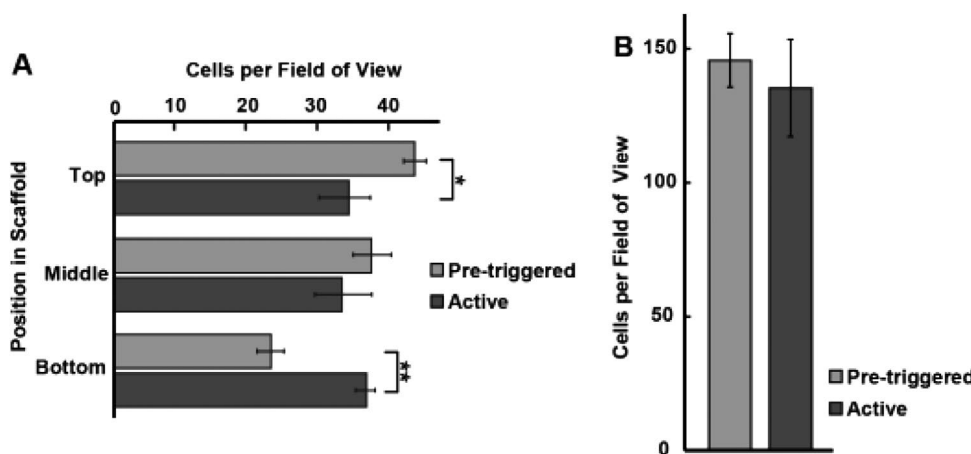 A
Cells per Field of View
0 10 20 30 40
Position in Scaffold
Top
*
Middle
Bottom
**
Pre-triggered
Active
B
Cells per Field of View
150
100
50
0
Pre-triggered
Active